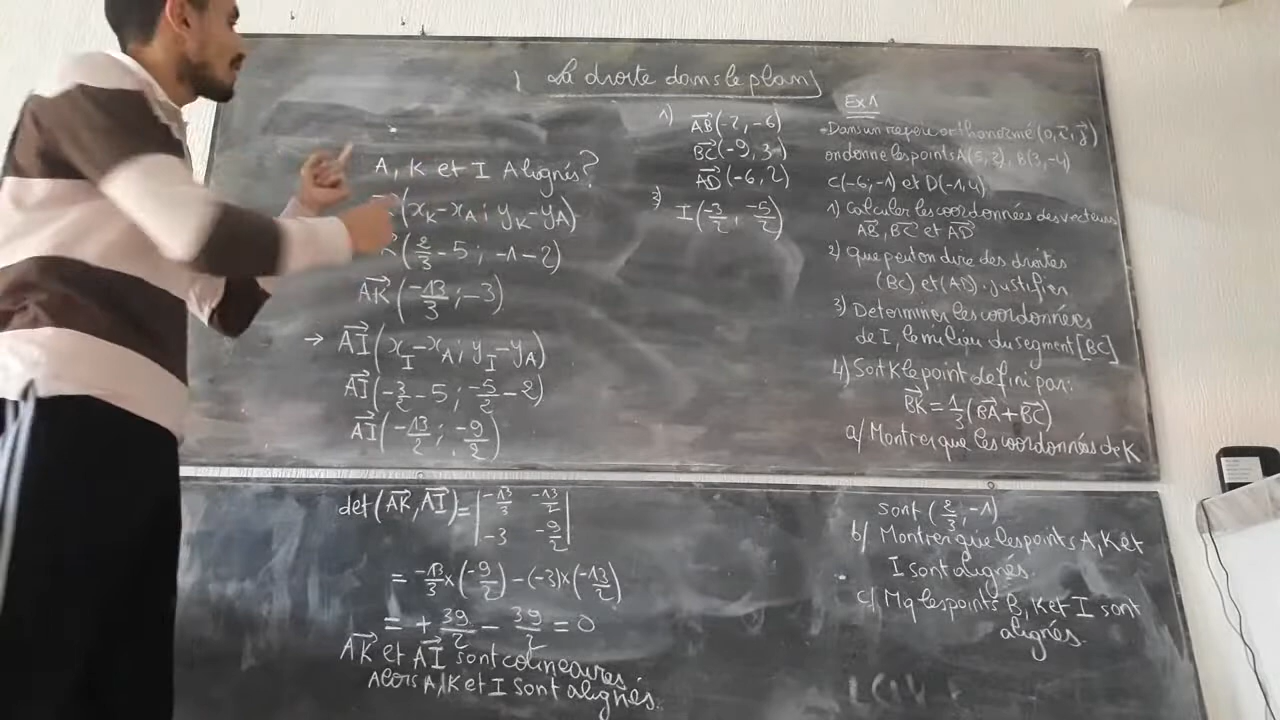 La droite dans le plan
A, K et I Alignés?
(x_K-x_A ; y_K-y_A)
(2/3-5 ; -1-2)
AK(-13/3 ; -3)
→ AI(x_I-x_A ; y_I-y_A)
AI(-3/2-5 ; -5/2-2)
AI(-13/2 ; -9/2)
det(AK, AI) = | -13/3 -13/2 |
| -3 -9/2 |
= -13/3 × (-9/2) - (-3) × (-13/2)
= + 39/2 - 39/2 = 0
AK et AI sont colineaires.
Alors A, K et I sont alignés.
1) AB(-2, -6)
BC(-9, 3)
AD(-6, 2)
3) I(-3/2, -5/2)
Ex 1
Dans un repère orthonormé (O, i, j)
on donne les points A(5,2), B(3,-4)
C(-6,-1) et D(-1,4)
1) Calculer les coordonnées des vecteurs
AB, BC et AD
2) Que peut on dire des droites
(BC) et (AD). justifier
3) Determiner les coordonnées
de I, le milieu du segment [BC]
4) Soit K le point defini par:
BK = 1/3(BA + BC)
a/ Montrer que les coordonnées de K
sont (2/3, -1)
b/ Montrer que les points A, K et
I sont alignés.
c/ Mq les points B, K et I sont
alignés.